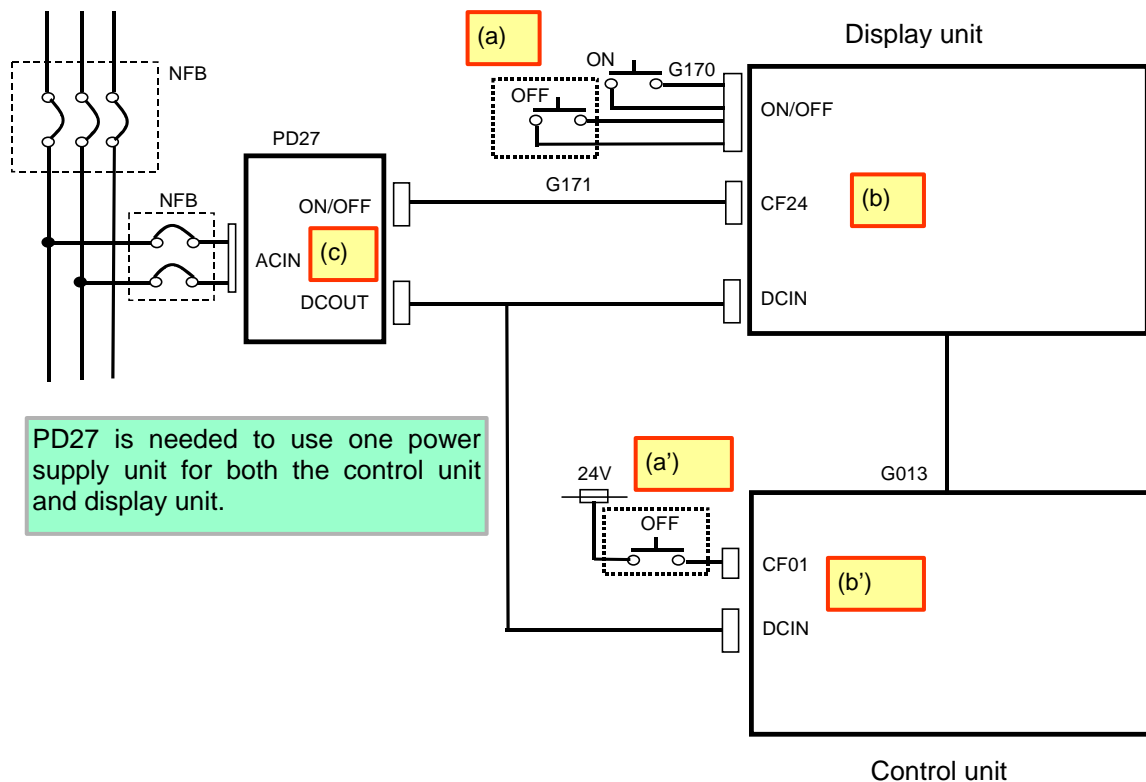 (a)
Display unit
NFB
ON
G170
OFF
ON/OFF
PD27
NFB
ON/OFF
G171
CF24
(b)
ACIN
(c)
DCOUT
DCIN
PD27 is needed to use one power
supply unit for both the control unit
and display unit.
24V
(a’)
G013
OFF
CF01
(b’)
DCIN
Control unit